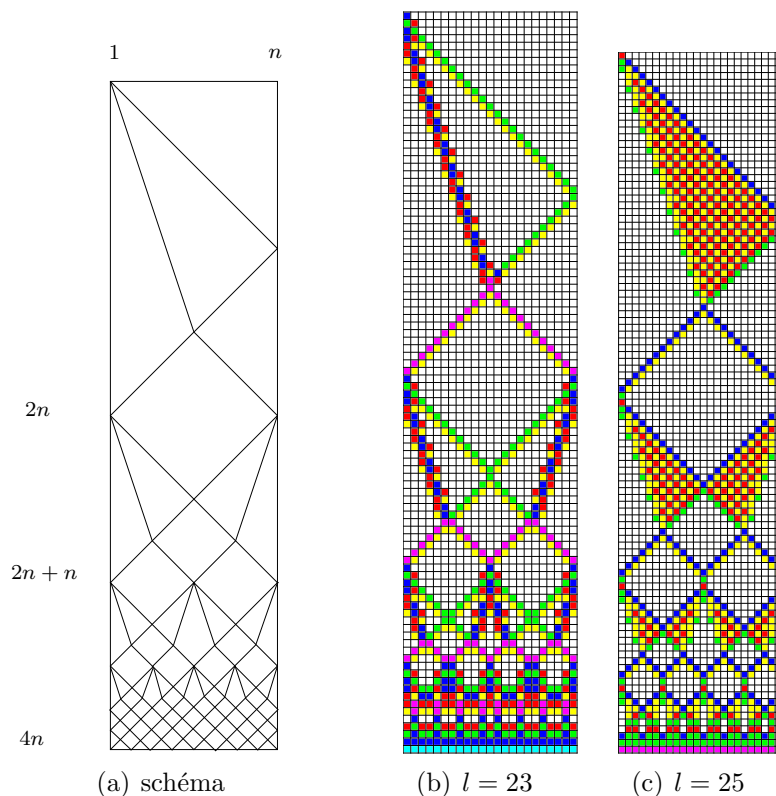 1 n
2n
2n + n
4n
(a) schéma (b) l = 23 (c) l = 25